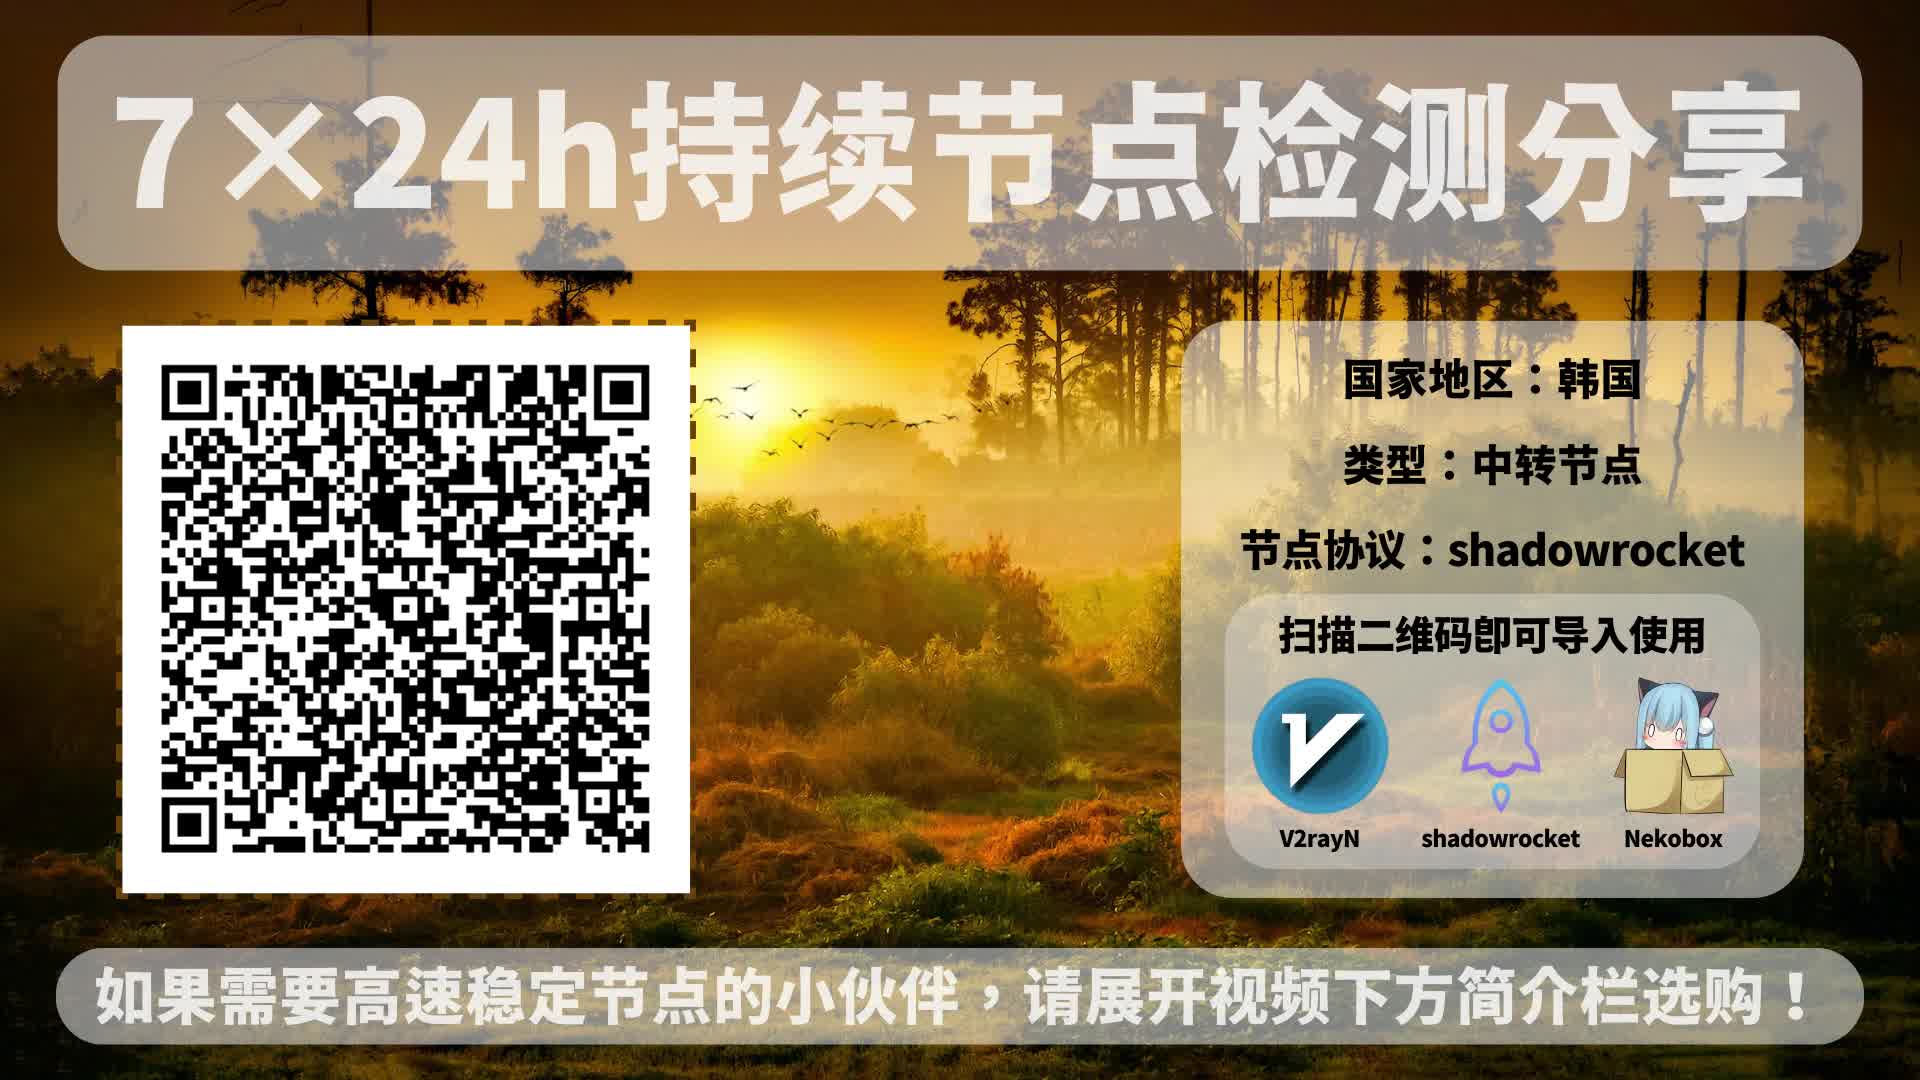 7×24h持续节点检测分享
国家地区：韩国
类型：中转节点
节点协议：shadowrocket
扫描二维码即可导入使用
V2rayN
shadowrocket
Nekobox
如果需要高速稳定节点的小伙伴，请展开视频下方简介栏选购！